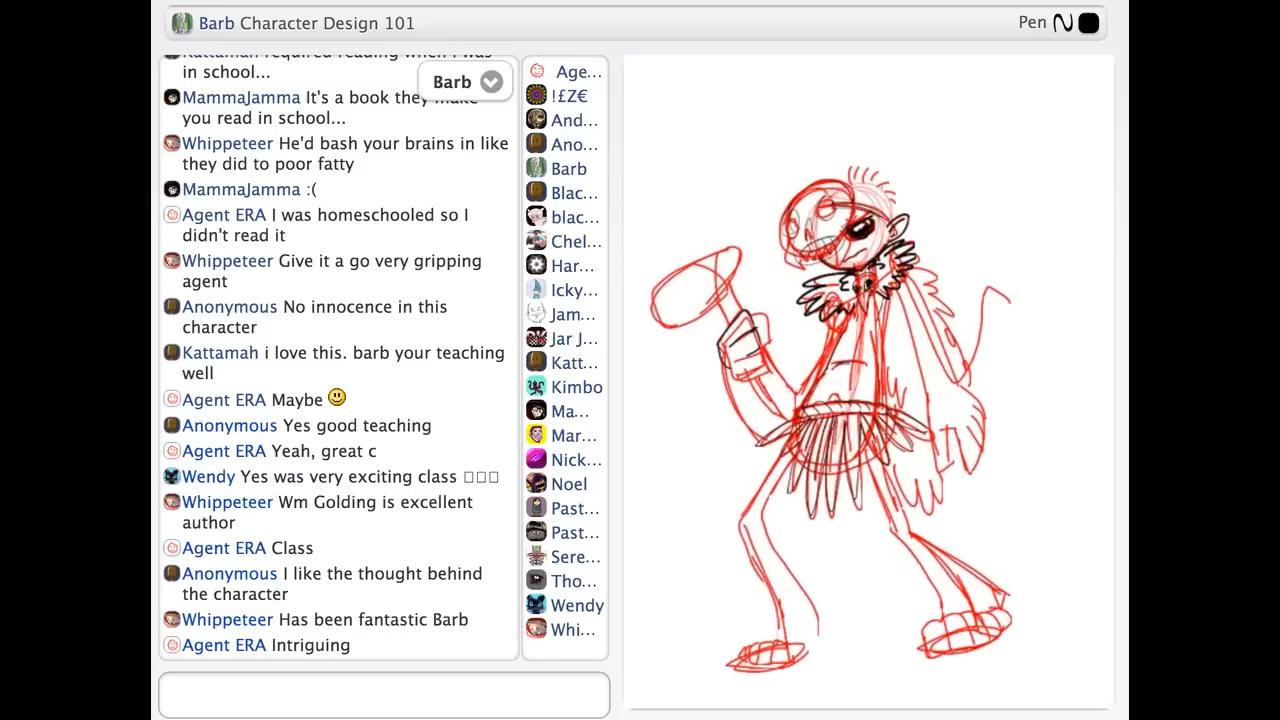 Barb Character Design 101
Pen
Kattamah required reading when I was
in school...
Barb
MammaJamma It's a book they make
you read in school...
Whippeteer He'd bash your brains in like
they did to poor fatty
MammaJamma :(
Agent ERA I was homeschooled so I
didn't read it
Whippeteer Give it a go very gripping
agent
Anonymous No innocence in this
character
Kattamah i love this. barb your teaching
well
Agent ERA Maybe
Anonymous Yes good teaching
Agent ERA Yeah, great c
Wendy Yes was very exciting class
Whippeteer Wm Golding is excellent
author
Agent ERA Class
Anonymous I like the thought behind
the character
Whippeteer Has been fantastic Barb
Agent ERA Intriguing
Age...
!£Z€
And...
Ano...
Barb
Blac...
blac...
Chel...
Har...
Icky...
Jam...
Jar J...
Katt...
Kimbo
Ma...
Mar...
Nick...
Noel
Past...
Past...
Sere...
Tho...
Wendy
Whi...